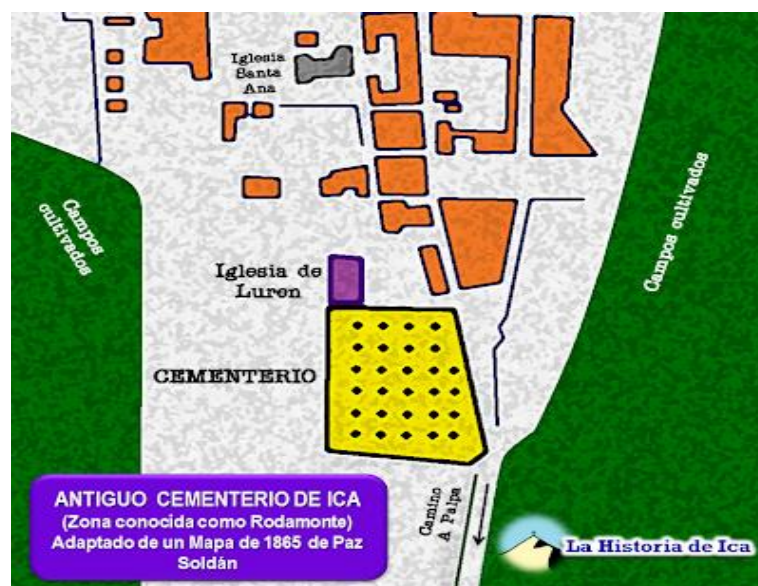 Iglesia
Santa
Ana
Campos
cultivados
Campos cultivados
Iglesia de
Luren
CEMENTERIO
Camino
A Palpa
ANTIGUO CEMENTERIO DE ICA
(Zona conocida como Rodamonte)
Adaptado de un Mapa de 1865 de Paz
Soldán
La Historia de Ica